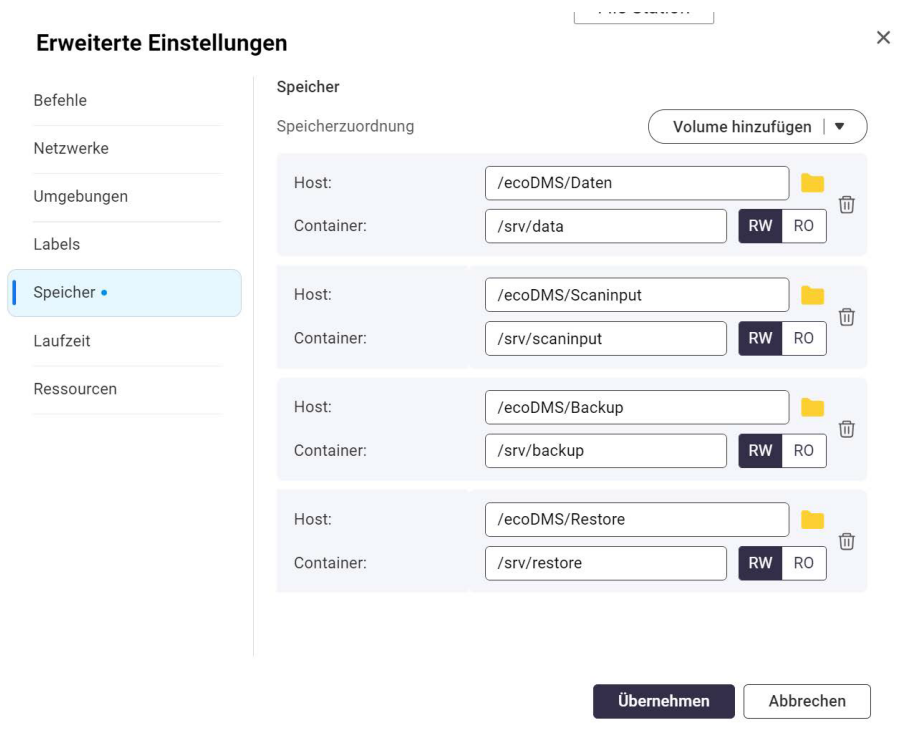 Erweiterte Einstellungen
Befehle
Netzwerke
Umgebungen
Labels
Speicher
Laufzeit
Ressourcen
Speicher
Speicherzuordnung
Volume hinzufügen
Host: /ecoDMS/Daten
Container: /srv/data RW RO
Host: /ecoDMS/Scaninput
Container: /srv/scaninput RW RO
Host: /ecoDMS/Backup
Container: /srv/backup RW RO
Host: /ecoDMS/Restore
Container: /srv/restore RW RO
Übernehmen Abbrechen